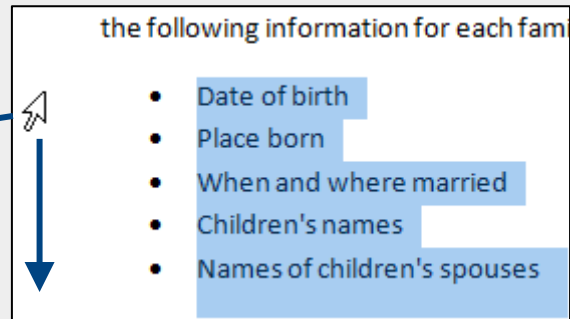 the following information for each fami
• Date of birth
• Place born
• When and where married
• Children's names
• Names of children's spouses